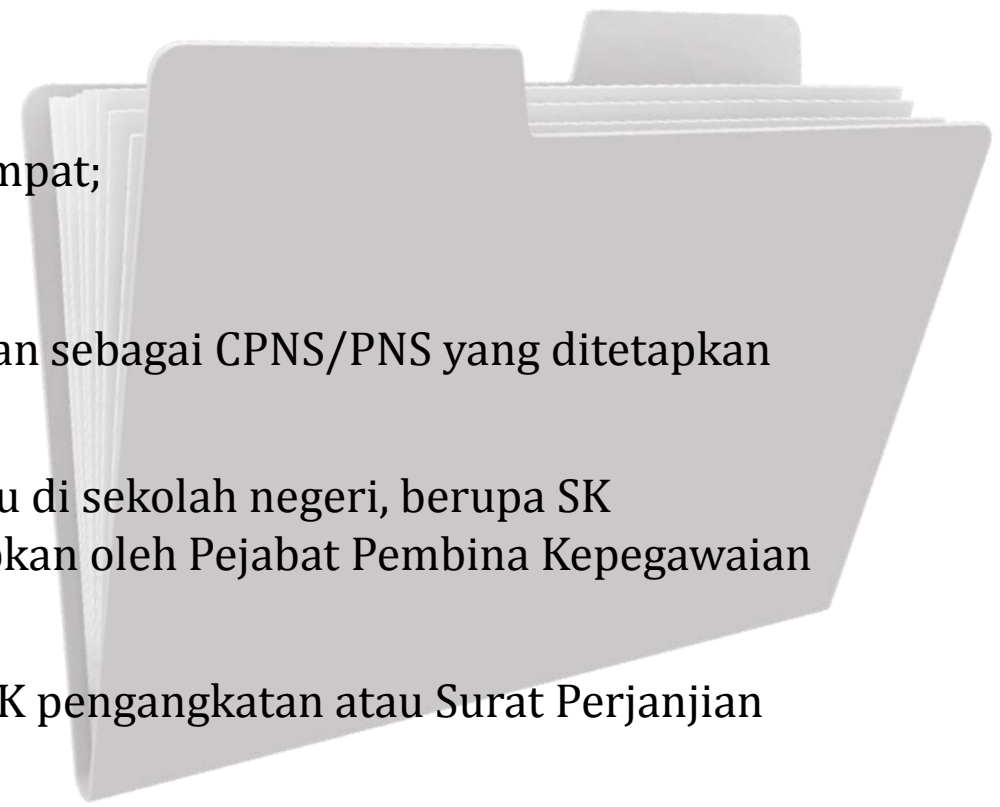 mpat;
an sebagai CPNS/PNS yang ditetapkan
u di sekolah negeri, berupa SK
kan oleh Pejabat Pembina Kepegawaian
K pengangkatan atau Surat Perjanjian